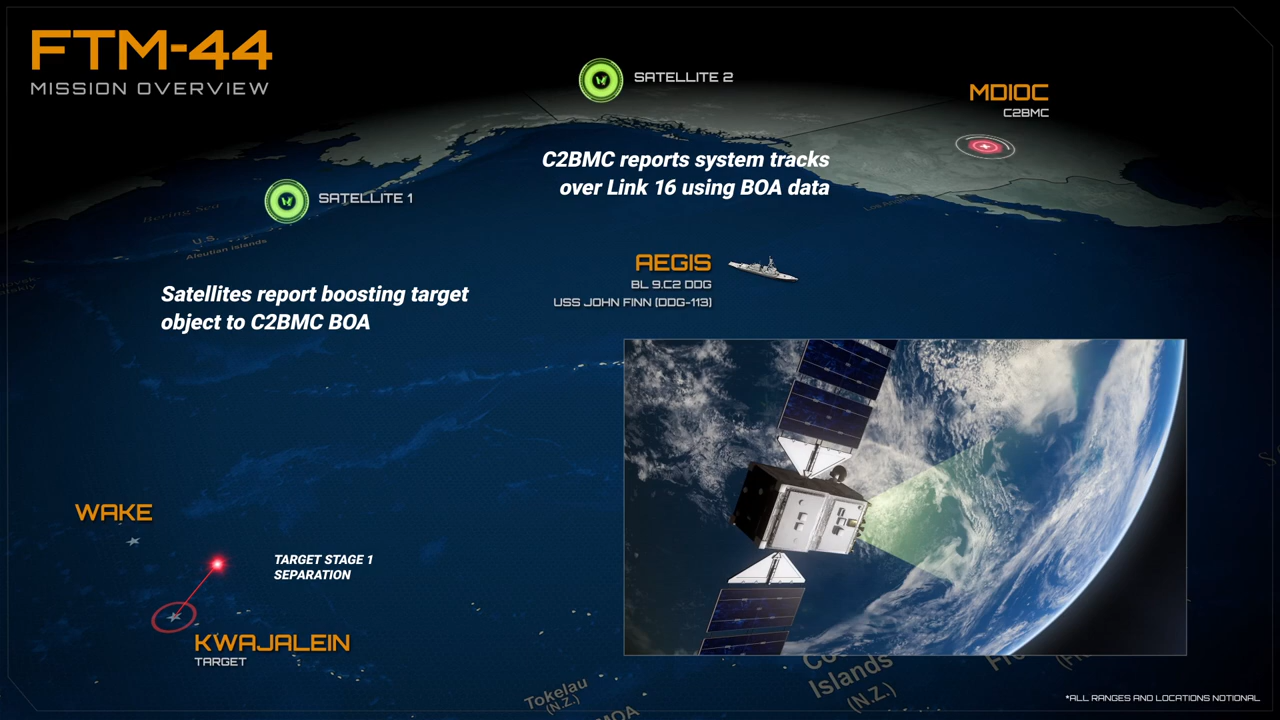 FTM-44
MISSION OVERVIEW
SATELLITE 2
MDIOC
C2BMC
C2BMC reports system tracks
over Link 16 using BOA data
SATELLITE 1
Bering Sea
U.S.
Aleutian Islands
AEGIS
BL 9.C2 DDG
USS JOHN FINN (DDG-113)
Satellites report boosting target
object to C2BMC BOA
WAKE
TARGET STAGE 1
SEPARATION
KWAJALEIN
TARGET
Islands
(N.Z.)
Tokelau
(N.Z.)
*ALL RANGES AND LOCATIONS NOTIONAL